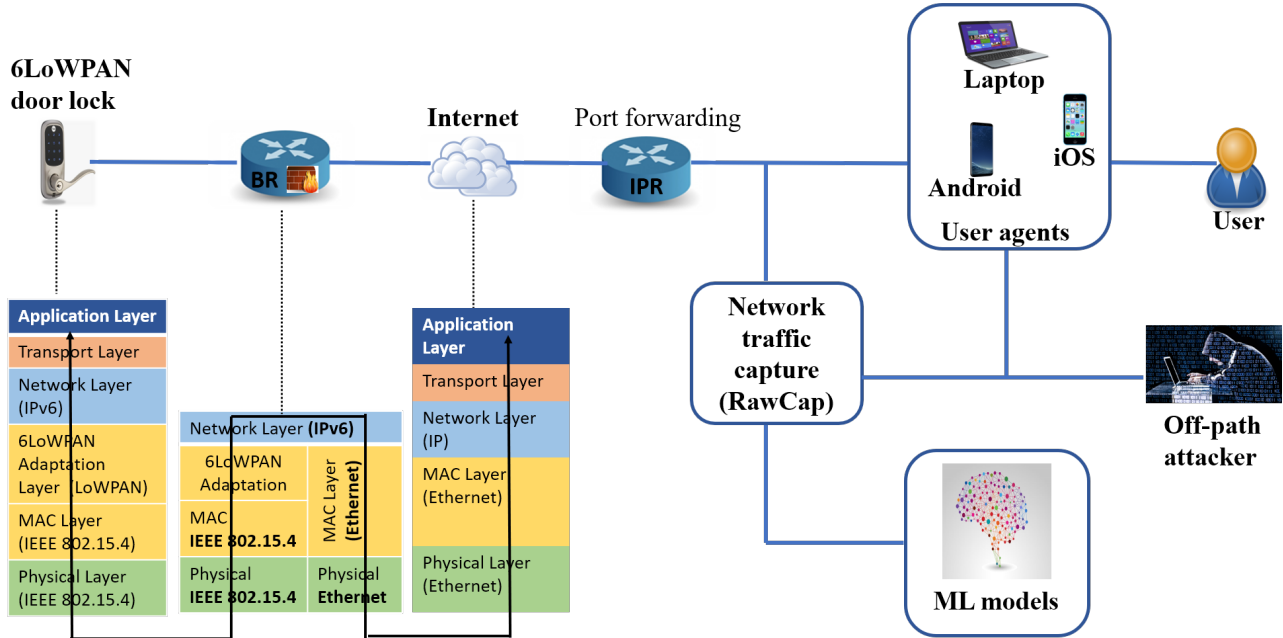 6LoWPAN
door lock
BR
Internet
Port forwarding
IPR
Laptop
iOS
Android
User agents
User
Application Layer
Transport Layer
Network Layer
(IPv6)
6LoWPAN
Adaptation
Layer (LoWPAN)
MAC Layer
(IEEE 802.15.4)
Physical Layer
(IEEE 802.15.4)
Network Layer (IPv6)
6LoWPAN
Adaptation
MAC
IEEE 802.15.4
MAC Layer
(Ethernet)
Physical
IEEE 802.15.4
Physical
Ethernet
Application
Layer
Transport Layer
Network Layer
(IP)
MAC Layer
(Ethernet)
Physical Layer
(Ethernet)
Network
traffic
capture
(RawCap)
Off-path
attacker
ML models